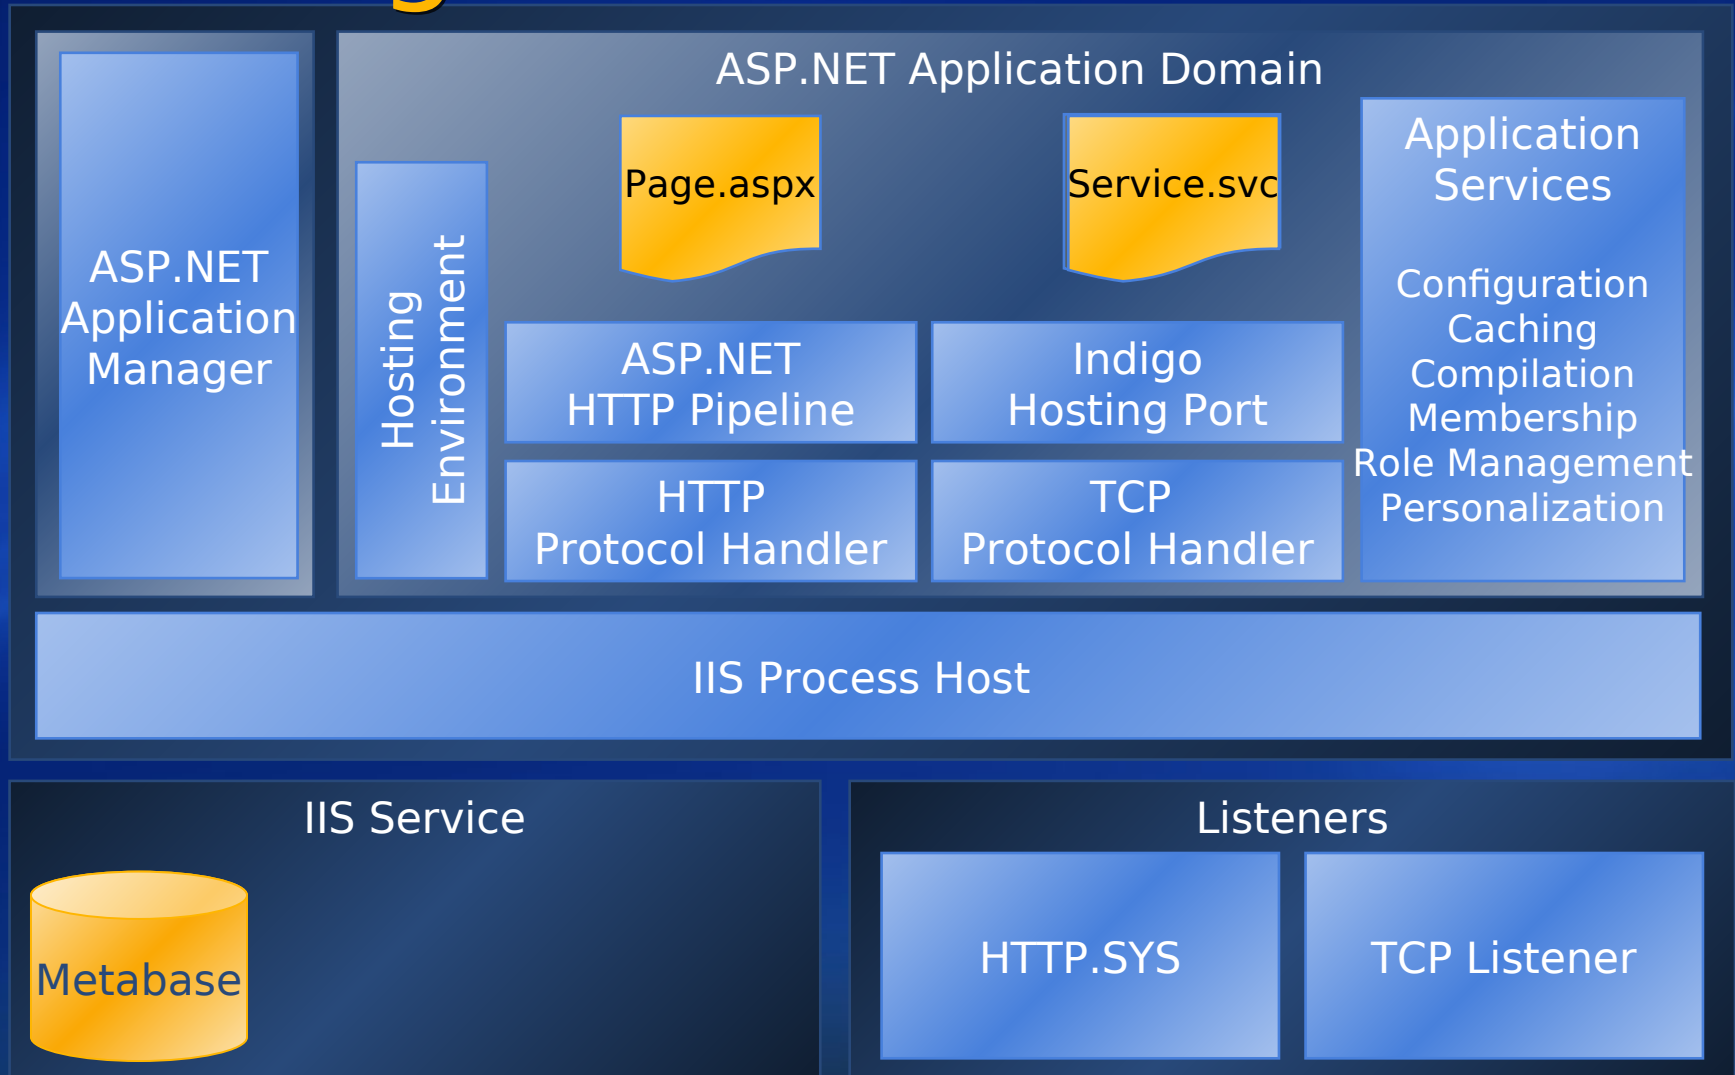 g
ASP.NET Application Domain
ASP.NET
Application
Manager
Hosting
Environment
Page.aspx
Service.svc
Application
Services
Configuration
Caching
Compilation
Membership
Role Management
Personalization
ASP.NET
HTTP Pipeline
Indigo
Hosting Port
HTTP
Protocol Handler
TCP
Protocol Handler
IIS Process Host
IIS Service
Metabase
Listeners
HTTP.SYS
TCP Listener